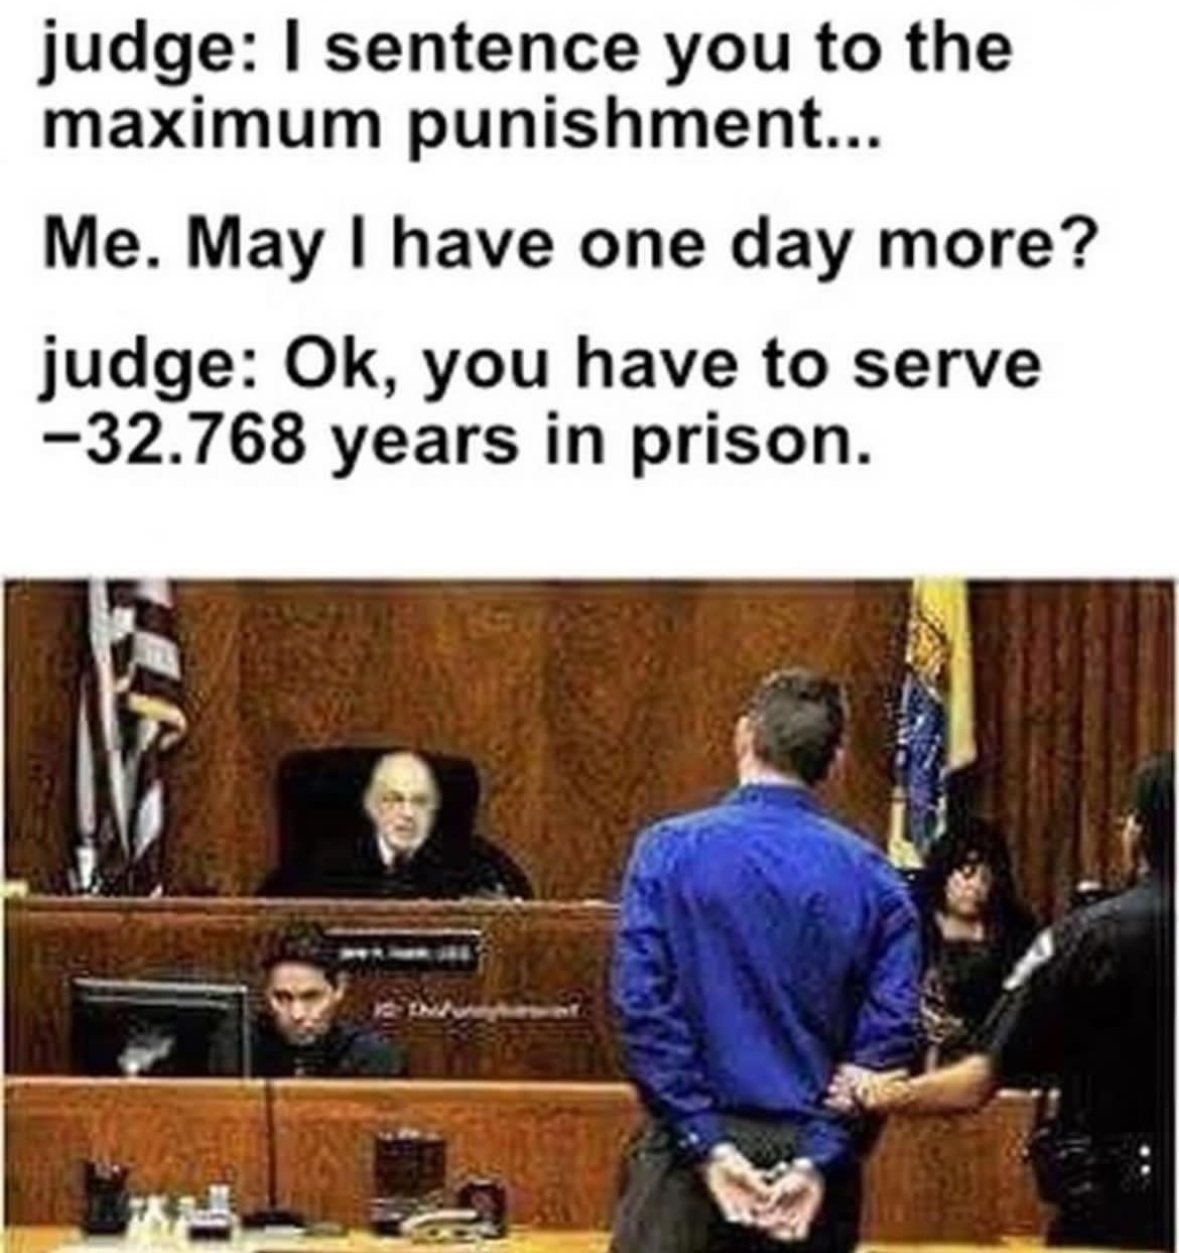 judge: I sentence you to the
maximum punishment...
Me. May I have one day more?
judge: Ok, you have to serve
−32.768 years in prison.